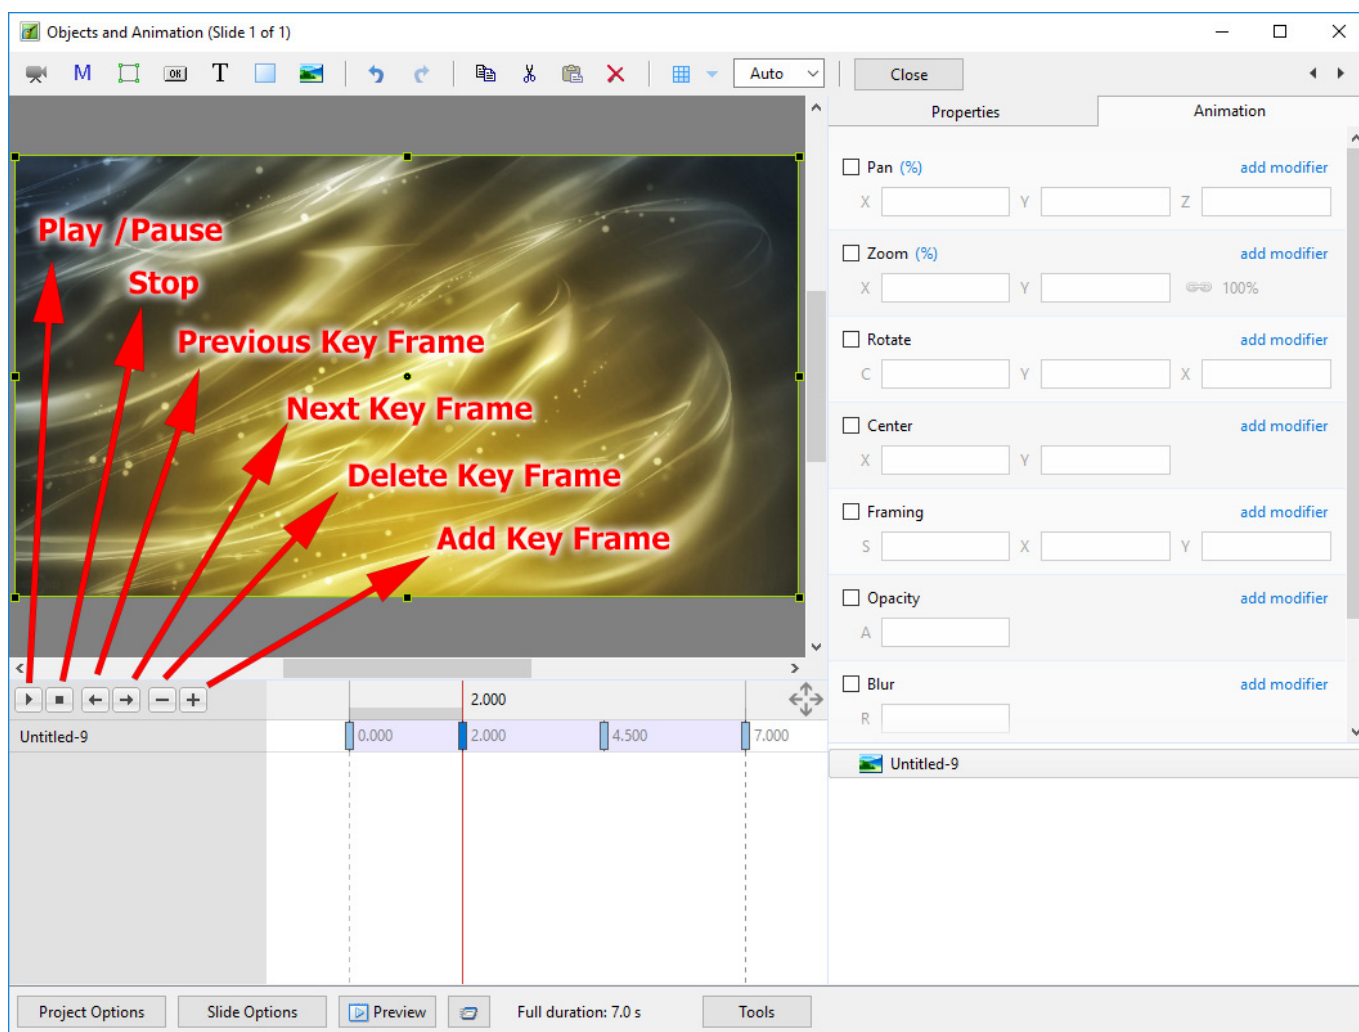 Objects and Animation (Slide 1 of 1)
M OK T Auto Close
Properties Animation
Pan (%) add modifier
X Y Z
Zoom (%) add modifier
X Y 100%
Rotate add modifier
C Y X
Center add modifier
X Y
Framing add modifier
S X Y
Opacity add modifier
A
Blur add modifier
R
Untitled-9
Play /Pause
Stop
Previous Key Frame
Next Key Frame
Delete Key Frame
Add Key Frame
2.000
Untitled-9 0.000 2.000 4.500 7.000
Project Options Slide Options Preview Full duration: 7.0 s Tools